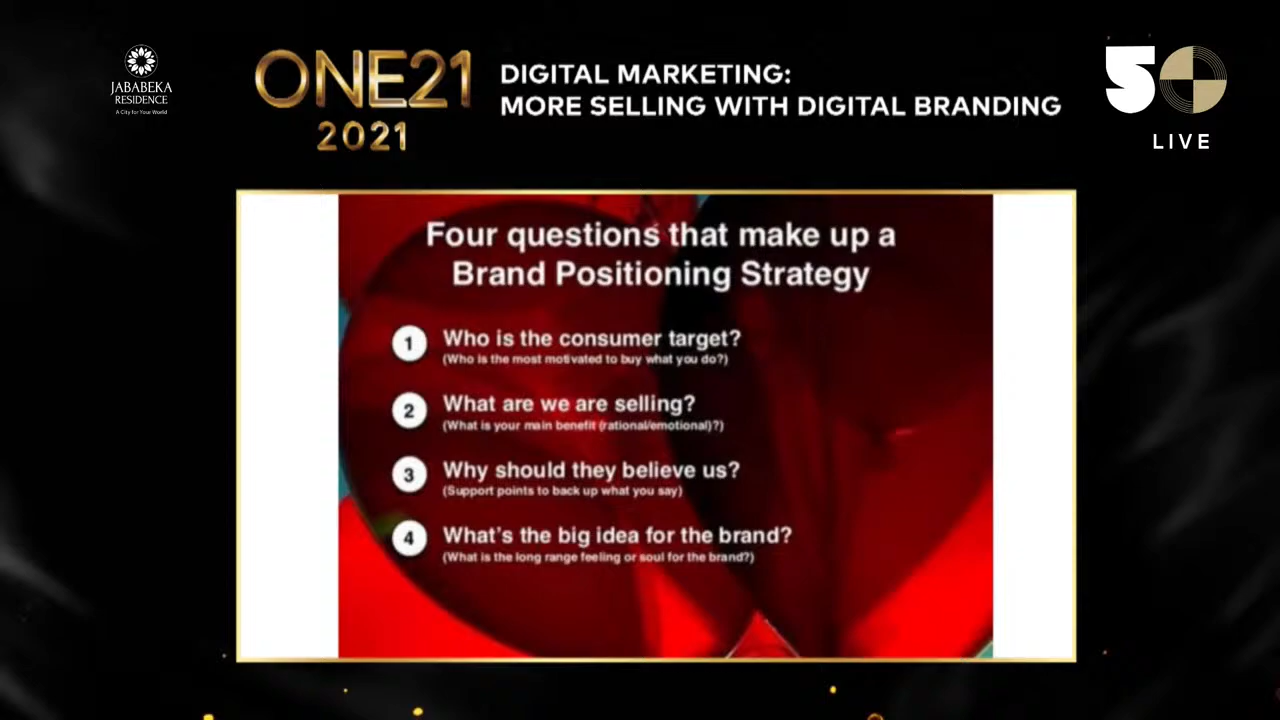 JABABEKA
RESIDENCE
A City for Your World
ONE21
2021
DIGITAL MARKETING:
MORE SELLING WITH DIGITAL BRANDING
50
LIVE
Four questions that make up a
Brand Positioning Strategy
1 Who is the consumer target?
(Who is the most motivated to buy what you do?)
2 What are we are selling?
(What is your main benefit (rational/emotional)?)
3 Why should they believe us?
(Support points to back up what you say)
4 What's the big idea for the brand?
(What is the long range feeling or soul for the brand?)